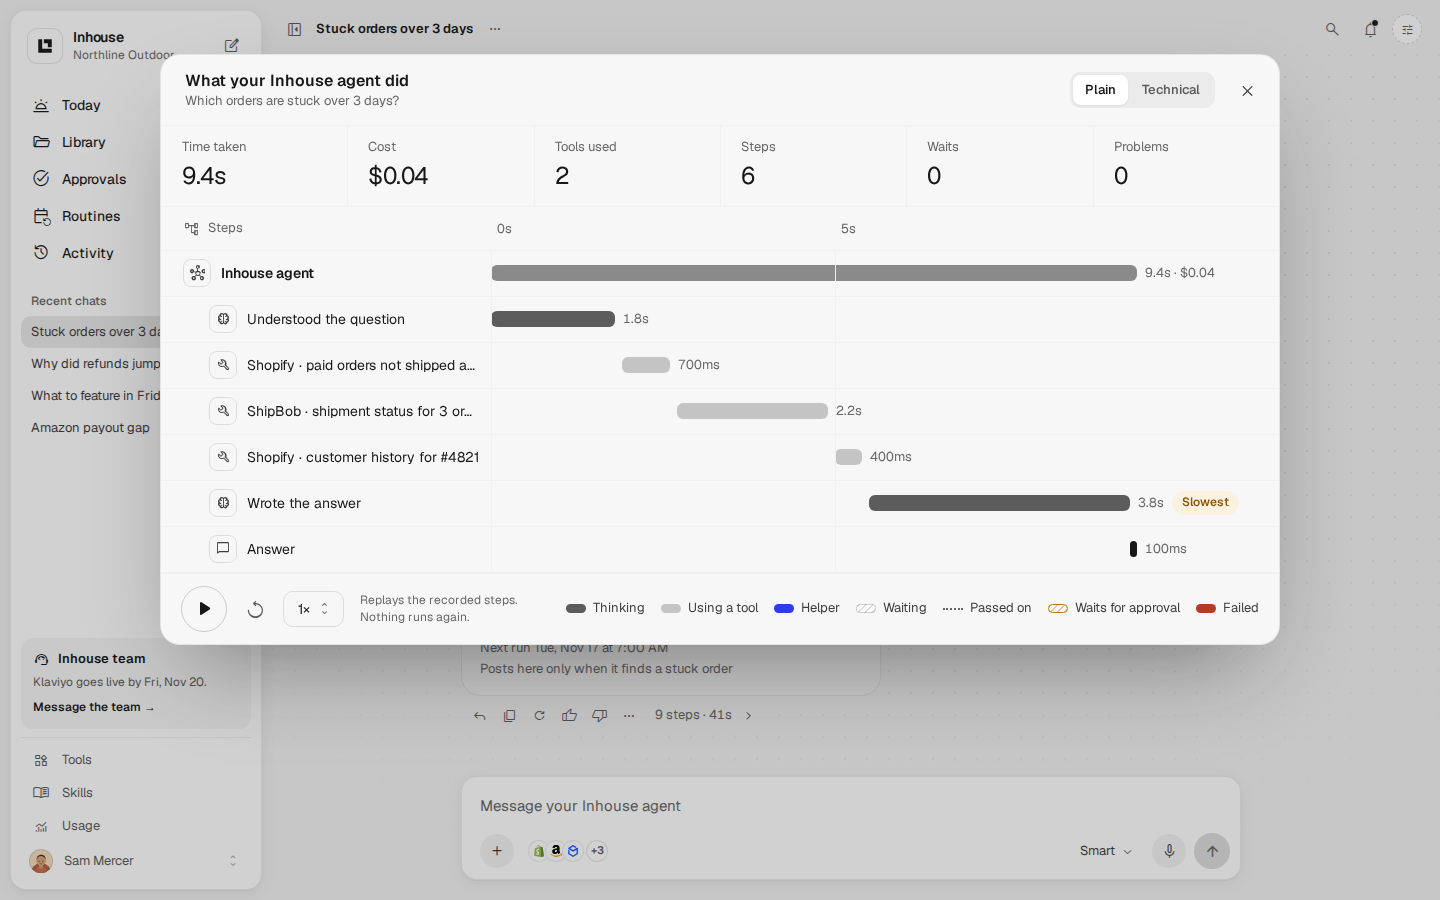 Inhouse
Northline Outdoor
Stuck orders over 3 days
Today
Library
Approvals
Routines
Activity
Recent chats
Stuck orders over 3 da
Why did refunds jump
What to feature in Frid
Amazon payout gap
Inhouse team
Klaviyo goes live by Fri, Nov 20.
Message the team →
Tools
Skills
Usage
Sam Mercer
What your Inhouse agent did
Which orders are stuck over 3 days?
Plain
Technical
Time taken
9.4s
Cost
$0.04
Tools used
2
Steps
6
Waits
0
Problems
0
Steps
0s
5s
Inhouse agent
9.4s · $0.04
Understood the question
1.8s
Shopify · paid orders not shipped a...
700ms
ShipBob · shipment status for 3 or...
2.2s
Shopify · customer history for #4821
400ms
Wrote the answer
3.8s
Slowest
Answer
100ms
1×
Replays the recorded steps.
Nothing runs again.
Thinking
Using a tool
Helper
Waiting
Passed on
Waits for approval
Failed
Next run Tue, Nov 17 at 7:00 AM
Posts here only when it finds a stuck order
9 steps · 41s
Message your Inhouse agent
+3
Smart